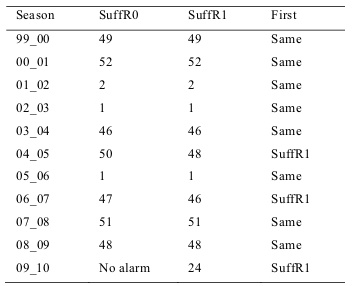 Season SuffR0 SuffR1 First
99_00 49 49 Same
00_01 52 52 Same
01_02 2 2 Same
02_03 1 1 Same
03_04 46 46 Same
04_05 50 48 SuffR1
05_06 1 1 Same
06_07 47 46 SuffR1
07_08 51 51 Same
08_09 48 48 Same
09_10 No alarm 24 SuffR1